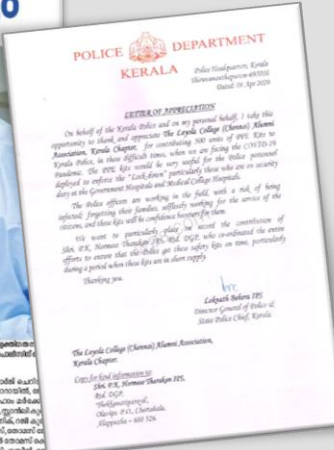 POLICE DEPARTMENT
KERALA
Police Headquarters, Kerala
Thiruvananthapuram-695010
Dated: 16 Apr 2020
LETTER OF APPRECIATION
On behalf of the Kerala Police and on my personal behalf, I take this
opportunity to thank and appreciate The Loyola College (Chennai) Alumni
Association, Kerala Chapter, for contributing 500 units of PPE Kits to
Kerala Police, in these difficult times, when we are facing the COVID-19
Pandemic. The PPE kits would be very useful for the Police personnel
deployed to enforce the "Lock-down" particularly those who are on security
duty in the Government Hospitals and Medical College Hospitals.
The Police officers are working in the field, with a risk of being
infected; forgetting their families, selflessly working for the service of the
citizens, and these kits will be confidence boosters for them.
We want to particularly place on record the contribution of
Shri. P.K. Hormese Tharakan IPS, Rtd. DGP, who co-ordinated the entire
efforts to ensure that the Police get these safety kits on time, particularly
during a period when these kits are in short supply.
Thanking you,
Loknath Behera IPS
Director General of Police &
State Police Chief, Kerala.
The Loyola College (Chennai) Alumni Association,
Kerala Chapter.
Copy for kind information to:
Shri. P.K. Hormese Tharakan IPS,
Rtd. DGP,
Olavipe. P.O., Cherthala,
Alappuzha – 688 526.